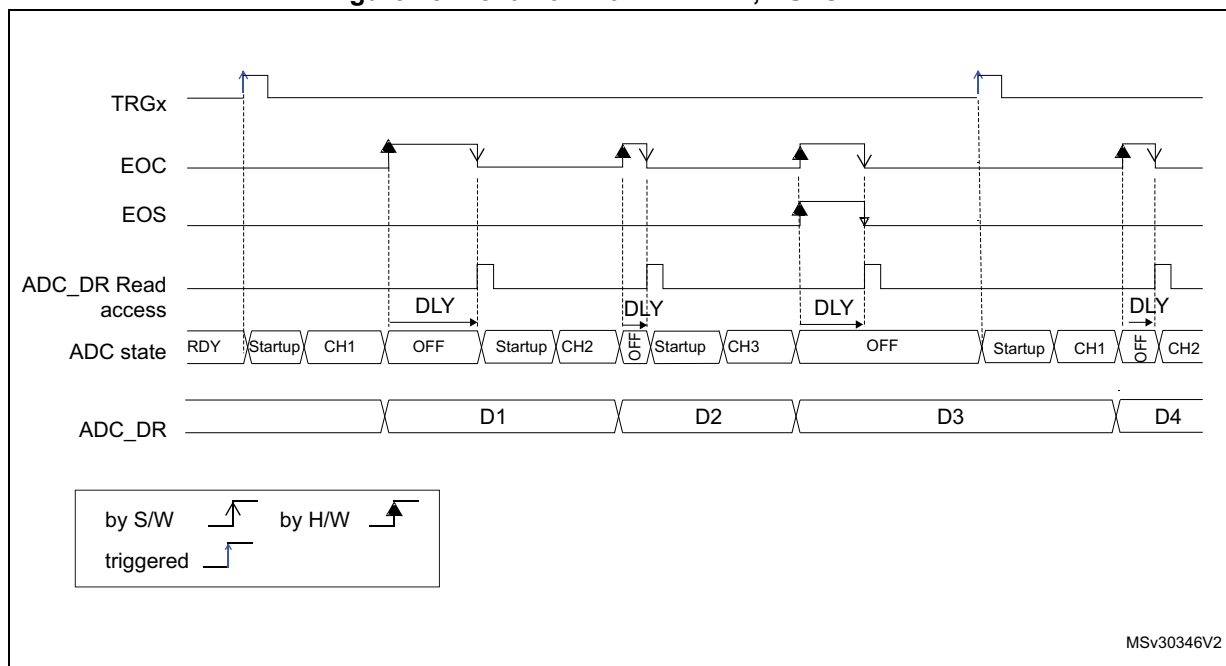 TRGx
EOC
EOS
ADC_DR Read
access
DLY DLY DLY DLY
ADC state RDY Startup CH1 OFF Startup CH2 OFF Startup CH3 OFF Startup CH1 OFF CH2
ADC_DR D1 D2 D3 D4
by S/W by H/W
triggered
MSv30346V2